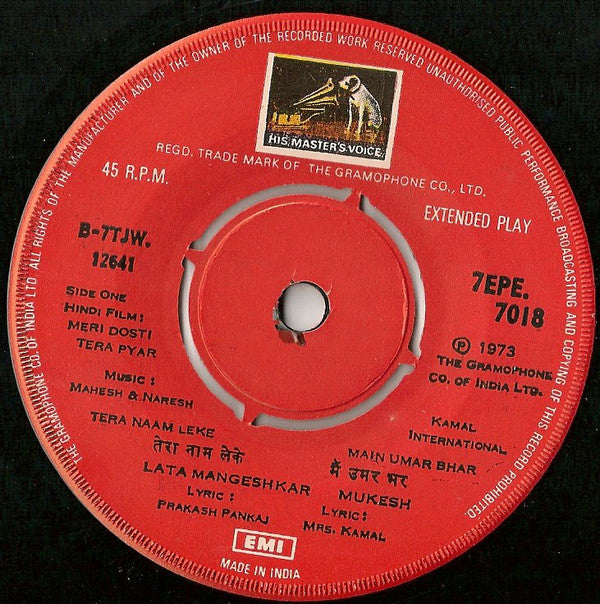 THE GRAMOPHONE CO. OF INDIA LTD. ALL RIGHTS OF THE MANUFACTURER AND OF THE OWNER OF THE RECORDED WORK RESERVED UNAUTHORISED PUBLIC PERFORMANCE BROADCASTING AND COPYING OF THIS RECORD PROHIBITED.
HIS MASTER'S VOICE
REGD. TRADE MARK OF THE GRAMOPHONE CO., LTD.
45 R.P.M.
EXTENDED PLAY
B-7TJW.
12641
7EPE.
7018
SIDE ONE
HINDI FILM:
MERI DOSTI
TERA PYAR
MUSIC:
MAHESH & NARESH
℗ 1973
THE GRAMOPHONE
CO. OF INDIA LTD.
TERA NAAM LEKE
तेरा नाम लेके
LATA MANGESHKAR
LYRIC:
PRAKASH PANKAJ
KAMAL
INTERNATIONAL
MAIN UMAR BHAR
मैं उमर भर
MUKESH
LYRIC:
MRS. KAMAL
EMI
MADE IN INDIA